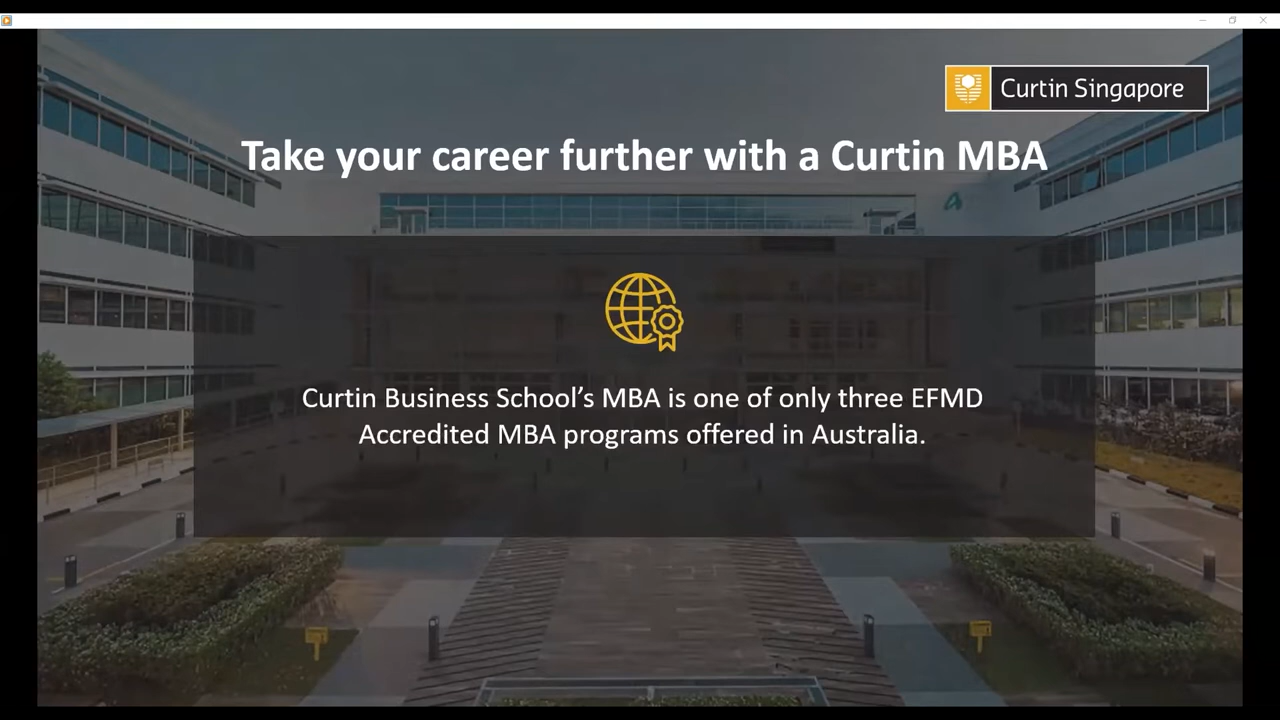 Curtin Singapore
Take your career further with a Curtin MBA
Curtin Business School’s MBA is one of only three EFMD
Accredited MBA programs offered in Australia.